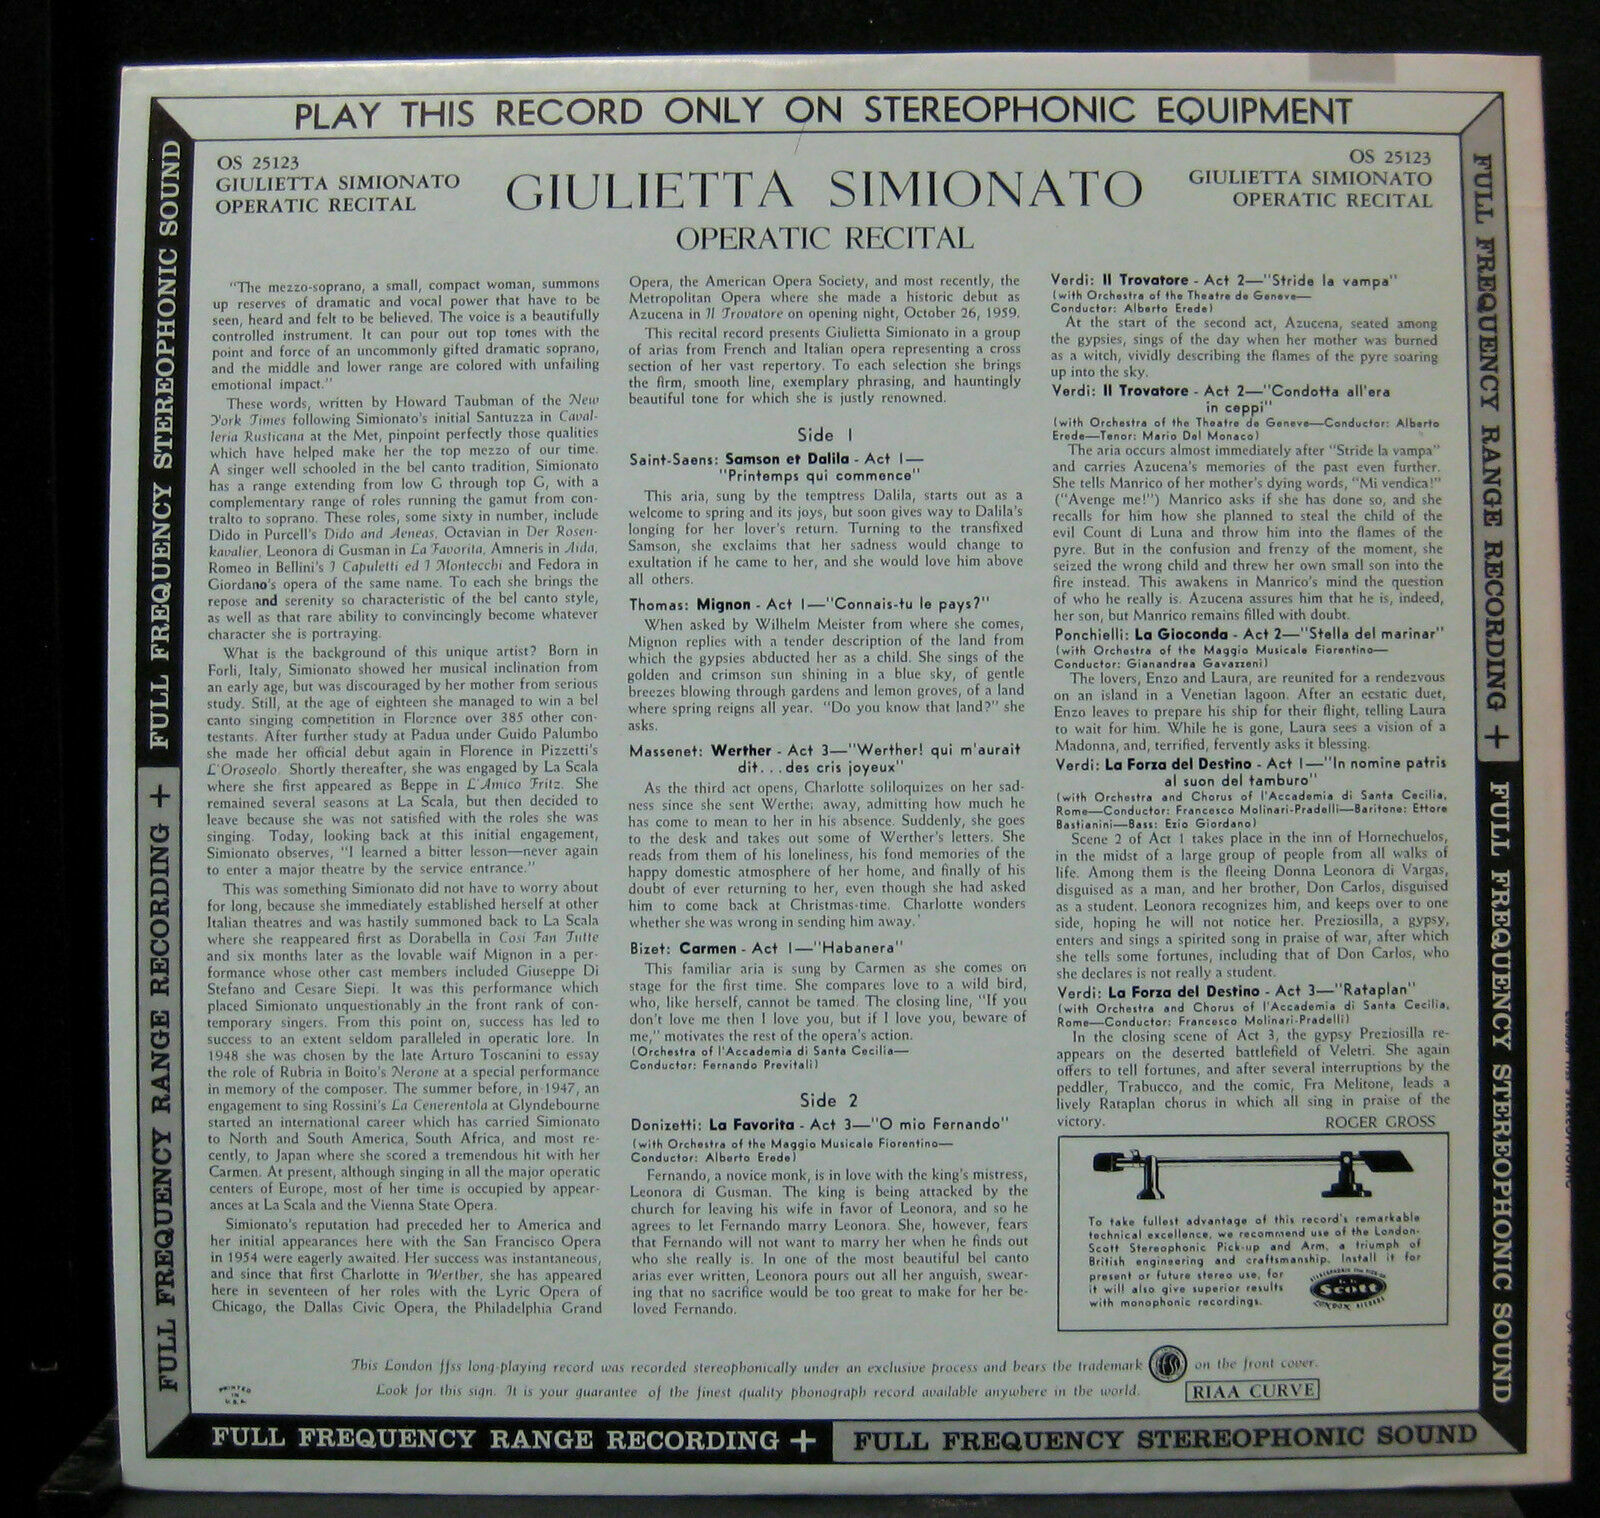 PLAY THIS RECORD ONLY ON STEREOPHONIC EQUIPMENT
OS 25123
GIULIETTA SIMIONATO
OPERATIC RECITAL
GIULIETTA SIMIONATO
OPERATIC RECITAL
OS 25123
GIULIETTA SIMIONATO
OPERATIC RECITAL
"The mezzo-soprano, a small, compact woman, summons
up reserves of dramatic and vocal power that have to be
seen, heard and felt to be believed. The voice is a beautifully
controlled instrument. It can pour out top tones with the
point and force of an uncommonly gifted dramatic soprano,
and the middle and lower range are colored with unfailing
emotional impact."
These words, written by Howard Taubman of the New
York Times following Simionato's initial Santuzza in Caval-
leria Rusticana at the Met, pinpoint perfectly those qualities
which have helped make her the top mezzo of our time.
A singer well schooled in the bel canto tradition, Simionato
has a range extending from low G through top G, with a
complementary range of roles running the gamut from con-
tralto to soprano. These roles, some sixty in number, include
Dido in Purcell's Dido and Aeneas, Octavian in Der Rosen-
kavalier, Leonora di Gusman in La Favorita, Amneris in Aida,
Romeo in Bellini's I Capuletti ed I Montecchi and Fedora in
Giordano's opera of the same name. To each she brings the
repose and serenity so characteristic of the bel canto style,
as well as that rare ability to convincingly become whatever
character she is portraying.
What is the background of this unique artist? Born in
Forli, Italy, Simionato showed her musical inclination from
an early age, but was discouraged by her mother from serious
study. Still, at the age of eighteen she managed to win a bel
canto singing competition in Florence over 385 other con-
testants. After further study at Padua under Guido Palumbo
she made her official debut again in Florence in Pizzetti's
L'Oroseolo. Shortly thereafter, she was engaged by La Scala
where she first appeared as Beppe in L'Amico Fritz. She
remained several seasons at La Scala, but then decided to
leave because she was not satisfied with the roles she was
singing. Today, looking back at this initial engagement,
Simionato observes, "I learned a bitter lesson—never again
to enter a major theatre by the service entrance."
This was something Simionato did not have to worry about
for long, because she immediately established herself at other
Italian theatres and was hastily summoned back to La Scala
where she reappeared first as Dorabella in Cosi Fan Tutte
and six months later as the lovable waif Mignon in a per-
formance whose other cast members included Giuseppe Di
Stefano and Cesare Siepi. It was this performance which
placed Simionato unquestionably in the front rank of con-
temporary singers. From this point on, success has led to
success to an extent seldom paralleled in operatic lore. In
1948 she was chosen by the late Arturo Toscanini to essay
the role of Rubria in Boito's Nerone at a special performance
in memory of the composer. The summer before, in 1947, an
engagement to sing Rossini's La Cenerentola at Glyndebourne
started an international career which has carried Simionato
to North and South America, South Africa, and most re-
cently, to Japan where she scored a tremendous hit with her
Carmen. At present, although singing in all the major operatic
centers of Europe, most of her time is occupied by appear-
ances at La Scala and the Vienna State Opera.
Simionato's reputation had preceded her to America and
her initial appearances here with the San Francisco Opera
in 1954 were eagerly awaited. Her success was instantaneous,
and since that first Charlotte in Werther, she has appeared
here in seventeen of her roles with the Lyric Opera of
Chicago, the Dallas Civic Opera, the Philadelphia Grand
Opera, the American Opera Society, and most recently, the
Metropolitan Opera where she made a historic debut as
Azucena in Il Trovatore on opening night, October 26, 1959.
This recital record presents Giulietta Simionato in a group
of arias from French and Italian opera representing a cross
section of her vast repertory. To each selection she brings
the firm, smooth line, exemplary phrasing, and hauntingly
beautiful tone for which she is justly renowned.
Side 1
Saint-Saens: Samson et Dalila - Act 1—
"Printemps qui commence"
This aria, sung by the temptress Dalila, starts out as a
welcome to spring and its joys, but soon gives way to Dalila's
longing for her lover's return. Turning to the transfixed
Samson, she exclaims that her sadness would change to
exultation if he came to her, and she would love him above
all others.
Thomas: Mignon - Act 1—"Connais-tu le pays?"
When asked by Wilhelm Meister from where she comes,
Mignon replies with a tender description of the land from
which the gypsies abducted her as a child. She sings of the
golden and crimson sun shining in a blue sky, of gentle
breezes blowing through gardens and lemon groves, of a land
where spring reigns all year. "Do you know that land?" she
asks.
Massenet: Werther - Act 3—"Werther! qui m'aurait
dit. . .des cris joyeux"
As the third act opens, Charlotte soliloquizes on her sad-
ness since she sent Werther away, admitting how much he
has come to mean to her in his absence. Suddenly, she goes
to the desk and takes out some of Werther's letters. She
reads from them of his loneliness, his fond memories of the
happy domestic atmosphere of her home, and finally of his
doubt of ever returning to her, even though she had asked
him to come back at Christmas-time. Charlotte wonders
whether she was wrong in sending him away.'
Bizet: Carmen - Act 1—"Habanera"
This familiar aria is sung by Carmen as she comes on
stage for the first time. She compares love to a wild bird,
who, like herself, cannot be tamed. The closing line, "If you
don't love me then I love you, but if I love you, beware of
me," motivates the rest of the opera's action.
(Orchestra of l'Accademia di Santa Cecilia—
Conductor: Fernando Previtali)
Side 2
Donizetti: La Favorita - Act 3—"O mio Fernando"
(with Orchestra of the Maggio Musicale Fiorentino—
Conductor: Alberto Erede)
Fernando, a novice monk, is in love with the king's mistress,
Leonora di Gusman. The king is being attacked by the
church for leaving his wife in favor of Leonora, and so he
agrees to let Fernando marry Leonora. She, however, fears
that Fernando will not want to marry her when he finds out
who she really is. In one of the most beautiful bel canto
arias ever written, Leonora pours out all her anguish, swear-
ing that no sacrifice would be too great to make for her be-
loved Fernando.
Verdi: Il Trovatore - Act 2—"Stride la vampa"
(with Orchestra of the Theatre de Geneve—
Conductor: Alberto Erede)
At the start of the second act, Azucena, seated among
the gypsies, sings of the day when her mother was burned
as a witch, vividly describing the flames of the pyre soaring
up into the sky.
Verdi: Il Trovatore - Act 2—"Condotta all'era
in ceppi"
(with Orchestra of the Theatre de Geneve—Conductor: Alberto
Erede—Tenor: Mario Del Monaco)
The aria occurs almost immediately after "Stride la vampa"
and carries Azucena's memories of the past even further.
She tells Manrico of her mother's dying words, "Mi vendica!"
("Avenge me!") Manrico asks if she has done so, and she
recalls for him how she planned to steal the child of the
evil Count di Luna and throw him into the flames of the
pyre. But in the confusion and frenzy of the moment, she
seized the wrong child and threw her own small son into the
fire instead. This awakens in Manrico's mind the question
of who he really is. Azucena assures him that he is, indeed,
her son, but Manrico remains filled with doubt.
Ponchielli: La Gioconda - Act 2—"Stella del marinar"
(with Orchestra of the Maggio Musicale Fiorentino—
Conductor: Gianandrea Gavazzeni)
The lovers, Enzo and Laura, are reunited for a rendezvous
on an island in a Venetian lagoon. After an ecstatic duet,
Enzo leaves to prepare his ship for their flight, telling Laura
to wait for him. While he is gone, Laura sees a vision of a
Madonna, and, terrified, fervently asks it blessing.
Verdi: La Forza del Destino - Act 1—"In nomine patris
al suon del tamburo"
(with Orchestra and Chorus of l'Accademia di Santa Cecilia,
Rome—Conductor: Francesco Molinari-Pradelli—Baritone: Ettore
Bastianini—Bass: Ezio Giordano)
Scene 2 of Act 1 takes place in the inn of Hornechuelos,
in the midst of a large group of people from all walks of
life. Among them is the fleeing Donna Leonora di Vargas,
disguised as a man, and her brother, Don Carlos, disguised
as a student. Leonora recognizes him, and keeps over to one
side, hoping he will not notice her. Preziosilla, a gypsy,
enters and sings a spirited song in praise of war, after which
she tells some fortunes, including that of Don Carlos, who
she declares is not really a student.
Verdi: La Forza del Destino - Act 3—"Rataplan"
(with Orchestra and Chorus of l'Accademia di Santa Cecilia,
Rome—Conductor: Francesco Molinari-Pradelli)
In the closing scene of Act 3, the gypsy Preziosilla re-
appears on the deserted battlefield of Veletri. She again
offers to tell fortunes, and after several interruptions by the
peddler, Trabucco, and the comic, Fra Melitone, leads a
lively Rataplan chorus in which all sing in praise of the
victory. ROGER GROSS
To take fullest advantage of this record's remarkable
technical excellence, we recommend use of the London-
Scott Stereophonic Pick-up and Arm, a triumph of
British engineering and craftsmanship. Install it for
present or future stereo use, for
it will also give superior results
with monophonic recordings.
Scott
LONDON RECORDS
This London ffss long-playing record was recorded stereophonically under an exclusive process and bears the trademark on the front cover.
Look for this sign. It is your guarantee of the finest quality phonograph record available anywhere in the world.
RIAA CURVE
PRINTED
IN
U.S.A.
FULL FREQUENCY RANGE RECORDING + FULL FREQUENCY STEREOPHONIC SOUND
FULL FREQUENCY RANGE RECORDING + FULL FREQUENCY STEREOPHONIC SOUND
FULL FREQUENCY RANGE RECORDING + FULL FREQUENCY STEREOPHONIC SOUND